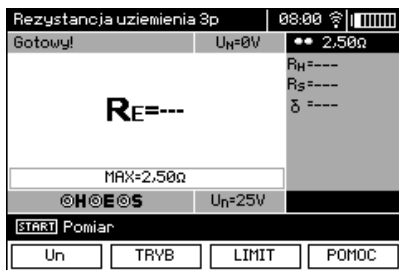 Rezystancja uziemienia 3p 08:00
Gotowy! UN=0V 2,50Ω
RH=---
RS=---
δ =---
RE=---
MAX=2,50Ω
H E S Un=25V
START Pomiar
Un TRYB LIMIT POMOC